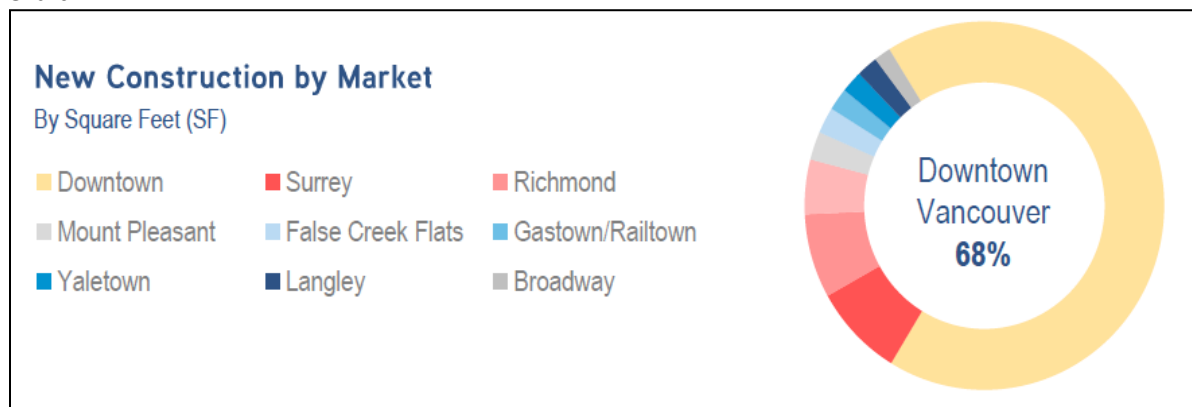 New Construction by Market
By Square Feet (SF)
Downtown
Surrey
Richmond
Mount Pleasant
False Creek Flats
Gastown/Railtown
Yaletown
Langley
Broadway
Downtown
Vancouver
68%